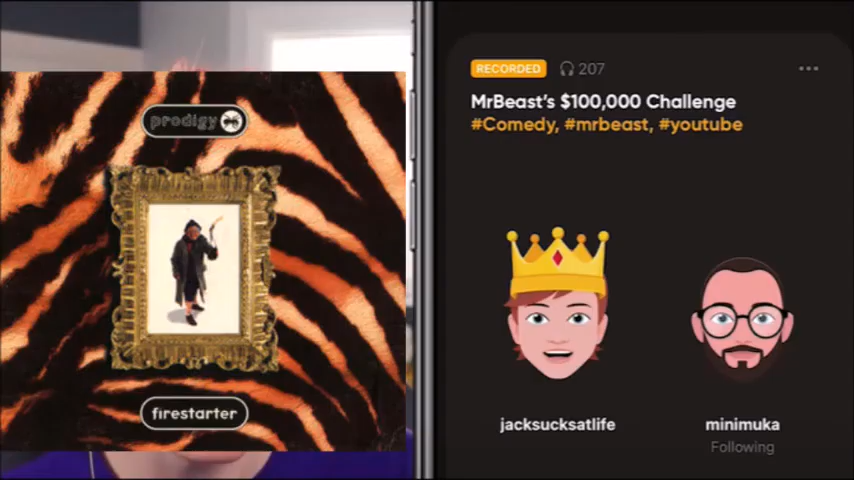 prodigy
firestarter
RECORDED 207
MrBeast's $100,000 Challenge
#Comedy, #mrbeast, #youtube
jacksucksatlife
minimuka
Following